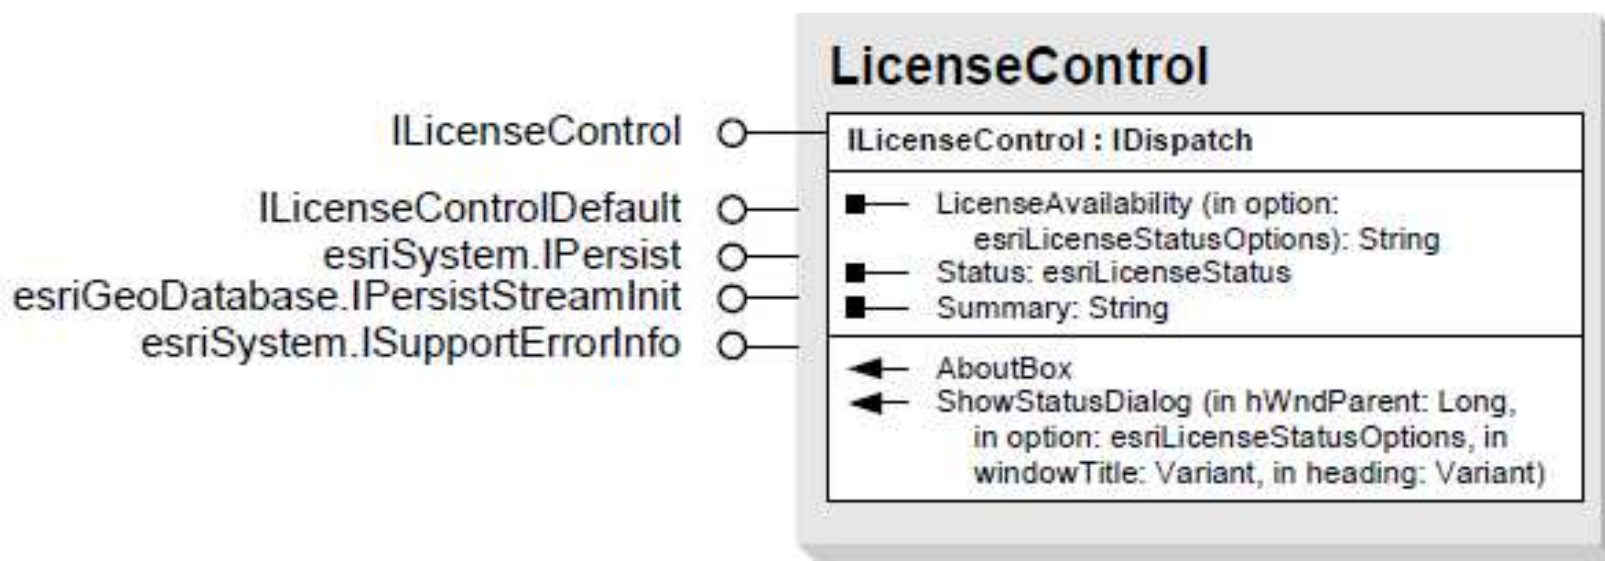 LicenseControl
ILicenseControl
ILicenseControl : IDispatch
ILicenseControlDefault
esriSystem.IPersist
esriGeoDatabase.IPersistStreamInit
esriSystem.ISupportErrorInfo
LicenseAvailability (in option:
esriLicenseStatusOptions): String
Status: esriLicenseStatus
Summary: String
AboutBox
ShowStatusDialog (in hWndParent: Long,
in option: esriLicenseStatusOptions, in
windowTitle: Variant, in heading: Variant)